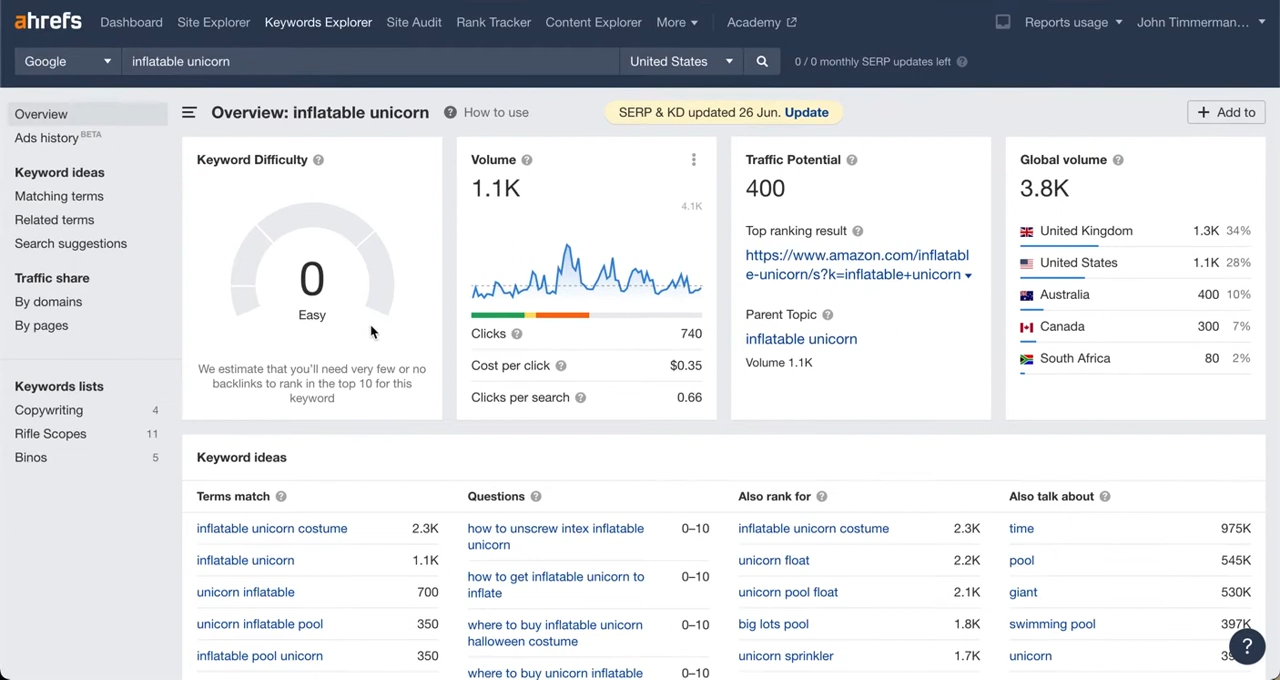 ahrefs Dashboard Site Explorer Keywords Explorer Site Audit Rank Tracker Content Explorer More Academy Reports usage John Timmerman…
Google inflatable unicorn United States 0 / 0 monthly SERP updates left ?
Overview
Ads history BETA
Keyword ideas
Matching terms
Related terms
Search suggestions
Traffic share
By domains
By pages
Keywords lists
Copywriting 4
Rifle Scopes 11
Binos 5
Overview: inflatable unicorn ? How to use
SERP & KD updated 26 Jun. Update
+ Add to
Keyword Difficulty ?
0
Easy
We estimate that you'll need very few or no
backlinks to rank in the top 10 for this
keyword
Volume ?
1.1K
4.1K
Clicks ? 740
Cost per click ? $0.35
Clicks per search ? 0.66
Traffic Potential ?
400
Top ranking result ?
https://www.amazon.com/inflatabl
e-unicorn/s?k=inflatable+unicorn
Parent Topic ?
inflatable unicorn
Volume 1.1K
Global volume ?
3.8K
United Kingdom 1.3K 34%
United States 1.1K 28%
Australia 400 10%
Canada 300 7%
South Africa 80 2%
Keyword ideas
Terms match ?
inflatable unicorn costume 2.3K
inflatable unicorn 1.1K
unicorn inflatable 700
unicorn inflatable pool 350
inflatable pool unicorn 350
Questions ?
how to unscrew intex inflatable 0–10
unicorn
how to get inflatable unicorn to 0–10
inflate
where to buy inflatable unicorn 0–10
halloween costume
where to buy unicorn inflatable 0–10
Also rank for ?
inflatable unicorn costume 2.3K
unicorn float 2.2K
unicorn pool float 2.1K
big lots pool 1.8K
unicorn sprinkler 1.7K
Also talk about ?
time 975K
pool 545K
giant 530K
swimming pool 397K
unicorn
?